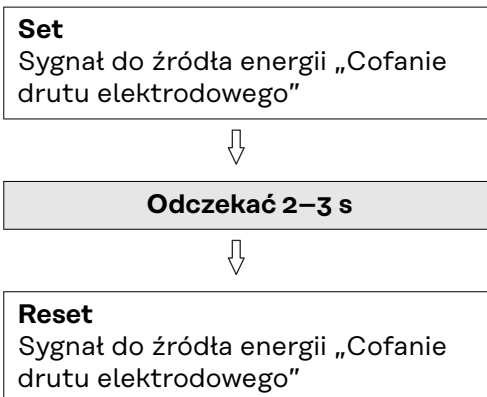 Set
Sygnał do źródła energii „Cofanie
drutu elektrodowego”
Odczekać 2–3 s
Reset
Sygnał do źródła energii „Cofanie
drutu elektrodowego”